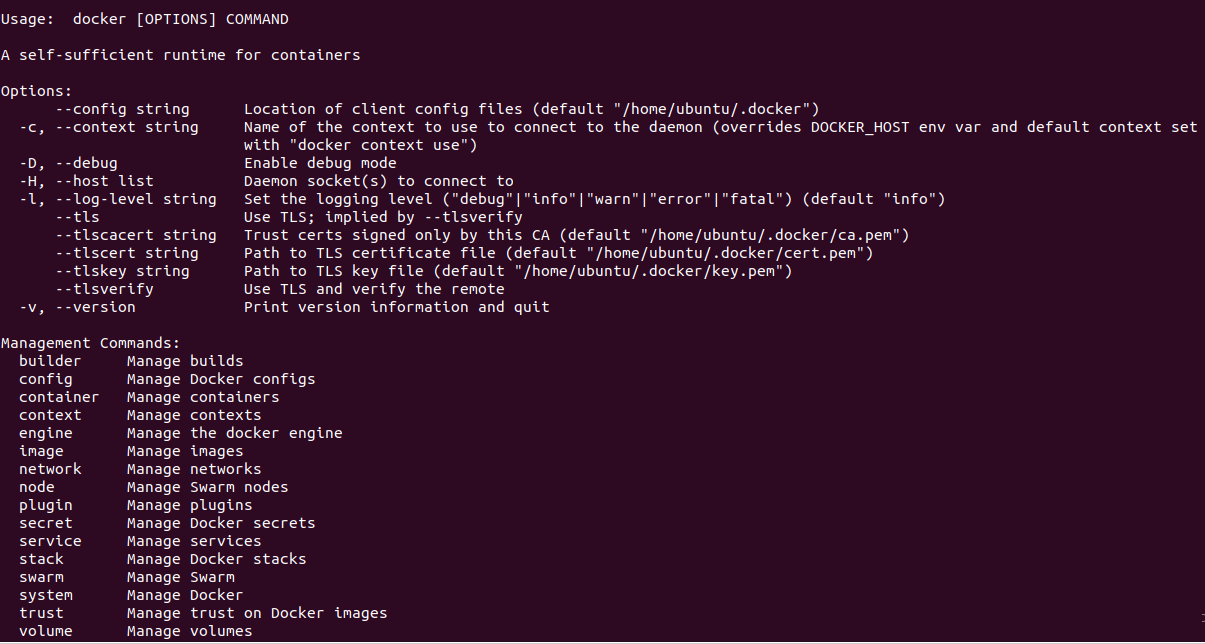 Usage:  docker [OPTIONS] COMMAND
A self-sufficient runtime for containers
Options:
      --config string      Location of client config files (default "/home/ubuntu/.docker")
  -c, --context string     Name of the context to use to connect to the daemon (overrides DOCKER_HOST env var and default context set
                           with "docker context use")
  -D, --debug              Enable debug mode
  -H, --host list          Daemon socket(s) to connect to
  -l, --log-level string   Set the logging level ("debug"|"info"|"warn"|"error"|"fatal") (default "info")
      --tls                Use TLS; implied by --tlsverify
      --tlscacert string   Trust certs signed only by this CA (default "/home/ubuntu/.docker/ca.pem")
      --tlscert string     Path to TLS certificate file (default "/home/ubuntu/.docker/cert.pem")
      --tlskey string      Path to TLS key file (default "/home/ubuntu/.docker/key.pem")
      --tlsverify          Use TLS and verify the remote
  -v, --version            Print version information and quit
Management Commands:
  builder     Manage builds
  config      Manage Docker configs
  container   Manage containers
  context     Manage contexts
  engine      Manage the docker engine
  image       Manage images
  network     Manage networks
  node        Manage Swarm nodes
  plugin      Manage plugins
  secret      Manage Docker secrets
  service     Manage services
  stack       Manage Docker stacks
  swarm       Manage Swarm
  system      Manage Docker
  trust       Manage trust on Docker images
  volume      Manage volumes